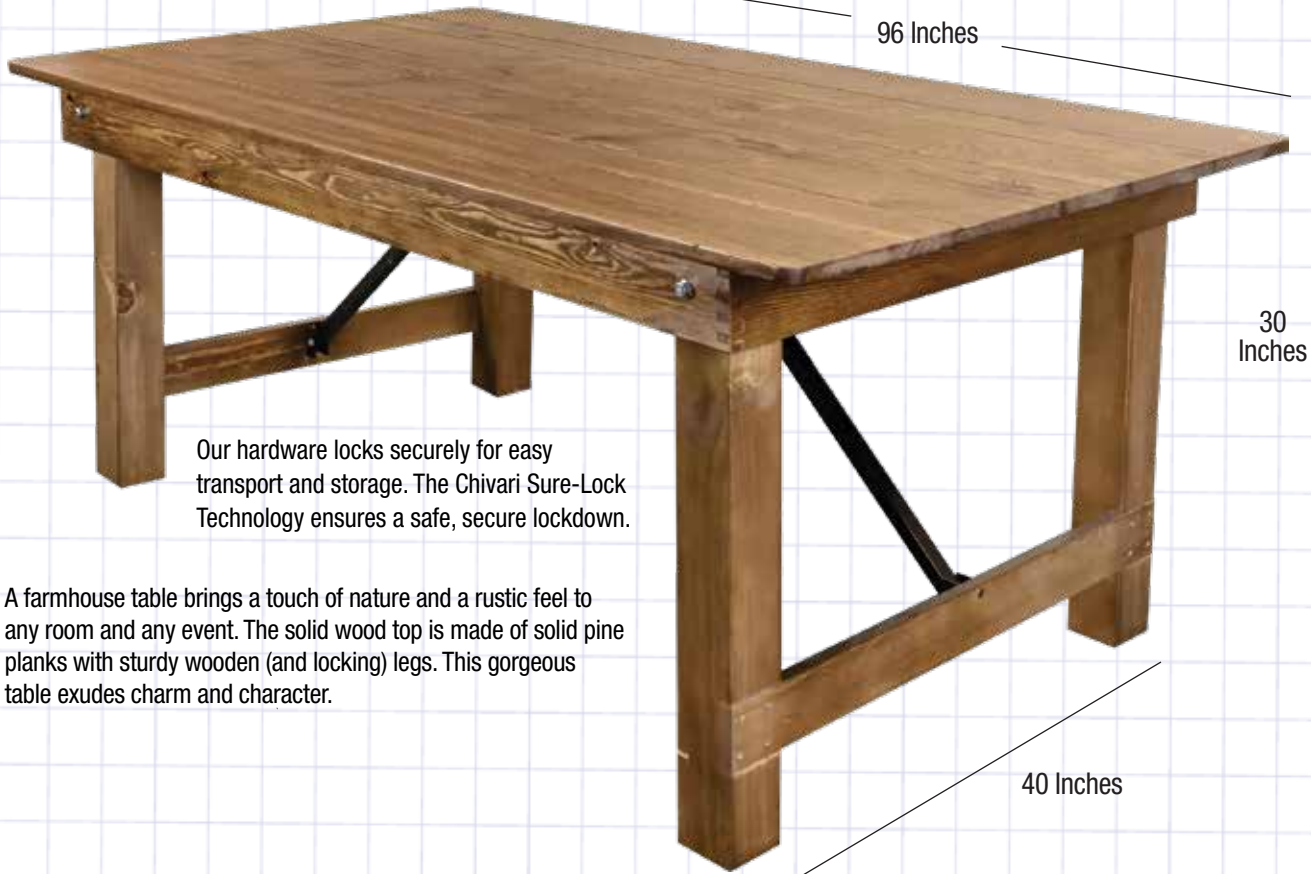 96 Inches
30
Inches
Our hardware locks securely for easy
transport and storage. The Chivari Sure-Lock
Technology ensures a safe, secure lockdown.
A farmhouse table brings a touch of nature and a rustic feel to
any room and any event. The solid wood top is made of solid pine
planks with sturdy wooden (and locking) legs. This gorgeous
table exudes charm and character.
40 Inches